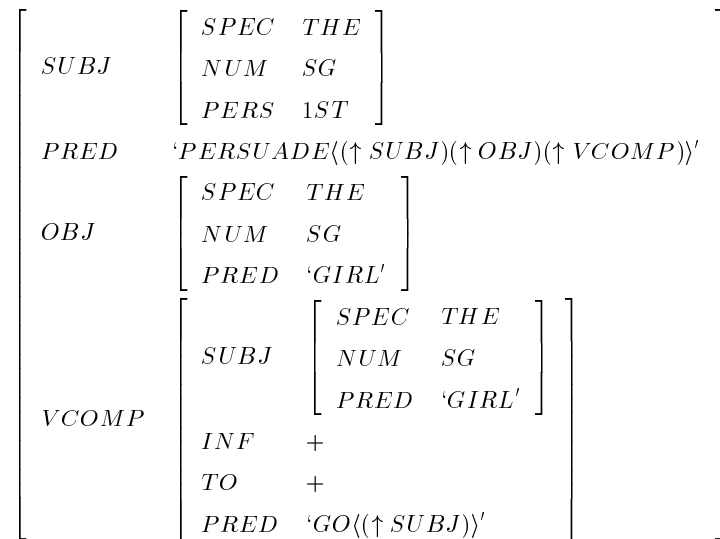 SPEC THE
SUBJ NUM SG
PERS 1ST
PRED ‘PERSUADE⟨(↑ SUBJ)(↑ OBJ)(↑ VCOMP)⟩′
SPEC THE
OBJ NUM SG
PRED ‘GIRL′
SPEC THE
SUBJ NUM SG
PRED ‘GIRL′
VCOMP
INF +
TO +
PRED ‘GO⟨(↑ SUBJ)⟩′